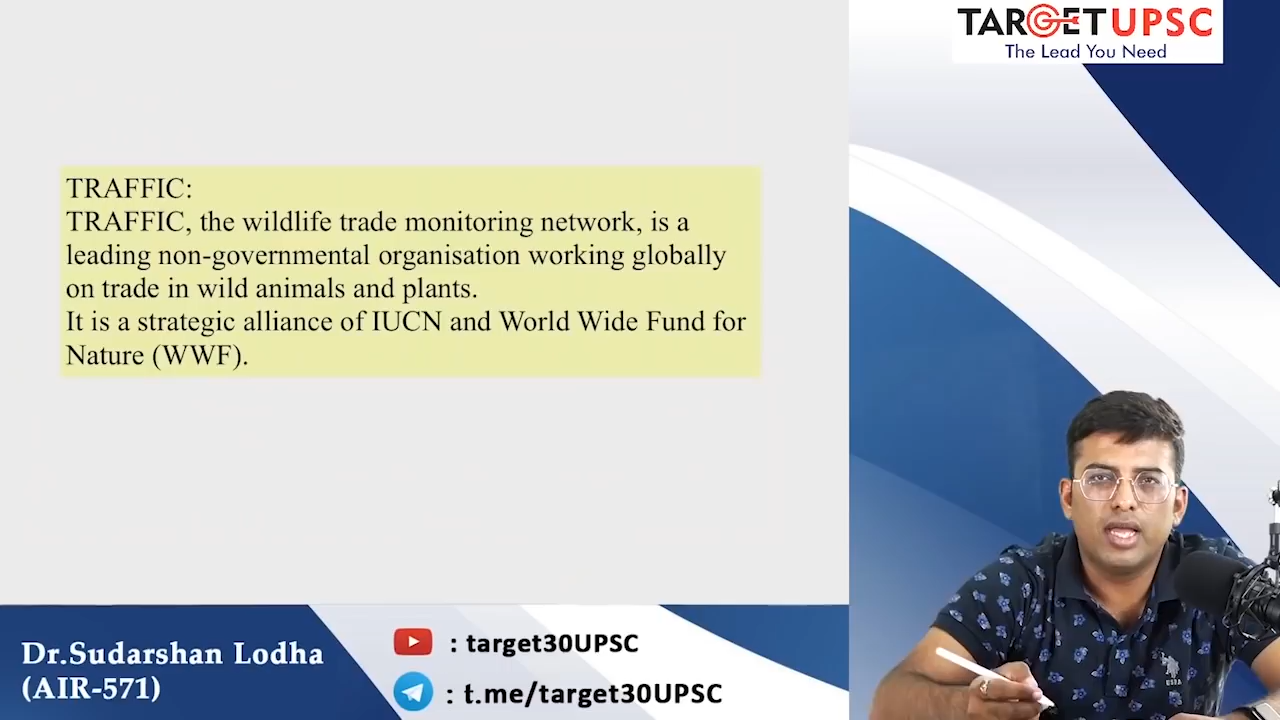 TARGETUPSC
The Lead You Need
TRAFFIC:
TRAFFIC, the wildlife trade monitoring network, is a
leading non-governmental organisation working globally
on trade in wild animals and plants.
It is a strategic alliance of IUCN and World Wide Fund for
Nature (WWF).
Dr.Sudarshan Lodha
(AIR-571)
: target30UPSC
: t.me/target30UPSC